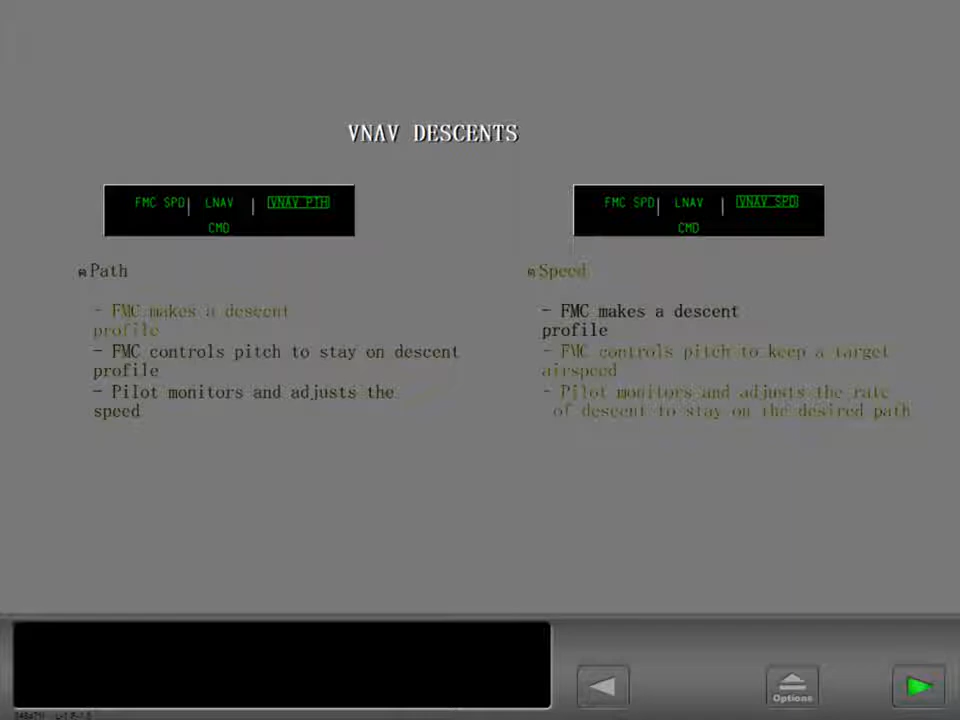 VNAV DESCENTS
FMC SPD LNAV VNAV PTH
CMD
FMC SPD LNAV VNAV SPD
CMD
Path
- FMC makes a descent
profile
- FMC controls pitch to stay on descent
profile
- Pilot monitors and adjusts the
speed
Speed
- FMC makes a descent
profile
- FMC controls pitch to keep a target
airspeed
- Pilot monitors and adjusts the rate
of descent to stay on the desired path
Options